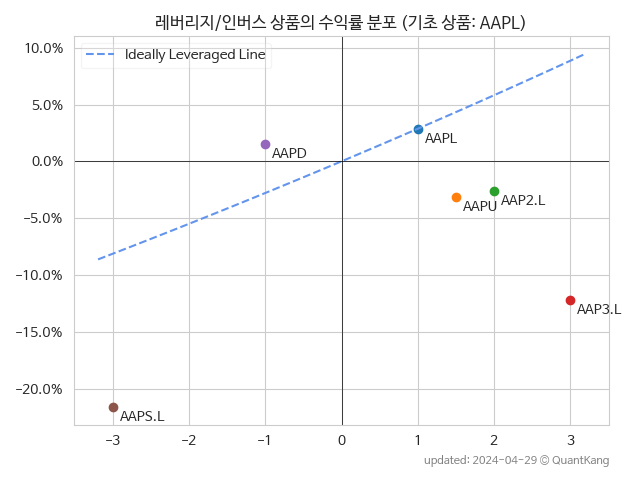 레버리지/인버스 상품의 수익률 분포 (기초 상품: AAPL)
10.0%
Ideally Leveraged Line
5.0%
AAPL
AAPD
0.0%
AAPU
AAP2.L
−5.0%
−10.0%
AAP3.L
−15.0%
−20.0%
AAPS.L
−3
−2
−1
0
1
2
3
updated: 2024-04-29 © QuantKang